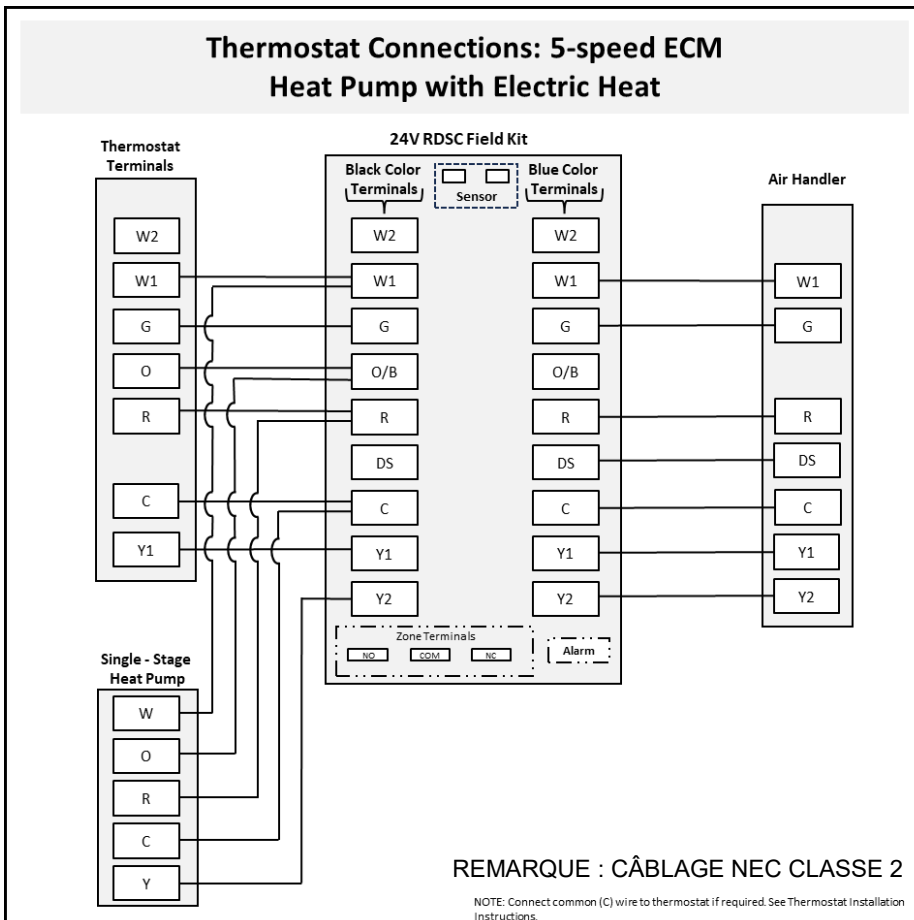 Thermostat Connections: 5-speed ECM
Heat Pump with Electric Heat
24V RDSC Field Kit
Thermostat
Terminals
W2
W1
G
O
R
C
Y1
Black Color
Terminals
Sensor
Blue Color
Terminals
W2
W1
G
O/B
R
DS
C
Y1
Y2
W2
W1
G
O/B
R
DS
C
Y1
Y2
Zone Terminals
NO
COM
NC
Alarm
Air Handler
W1
G
R
DS
C
Y1
Y2
Single - Stage
Heat Pump
W
O
R
C
Y
REMARQUE : CÂBLAGE NEC CLASSE 2
NOTE: Connect common (C) wire to thermostat if required. See Thermostat Installation
Instructions.